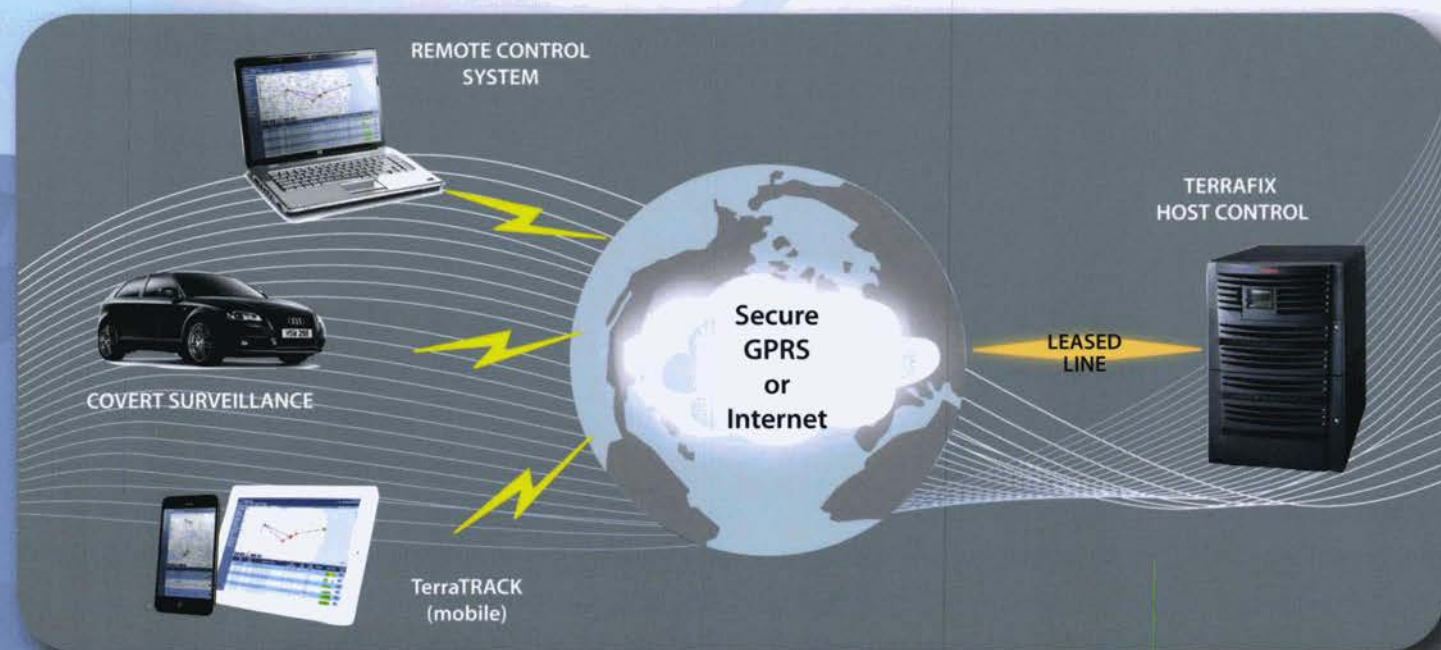 REMOTE CONTROL
SYSTEM
TERRAFIX
HOST CONTROL
Secure
GPRS
or
Internet
LEASED
LINE
COVERT SURVEILLANCE
TerraTRACK
(mobile)